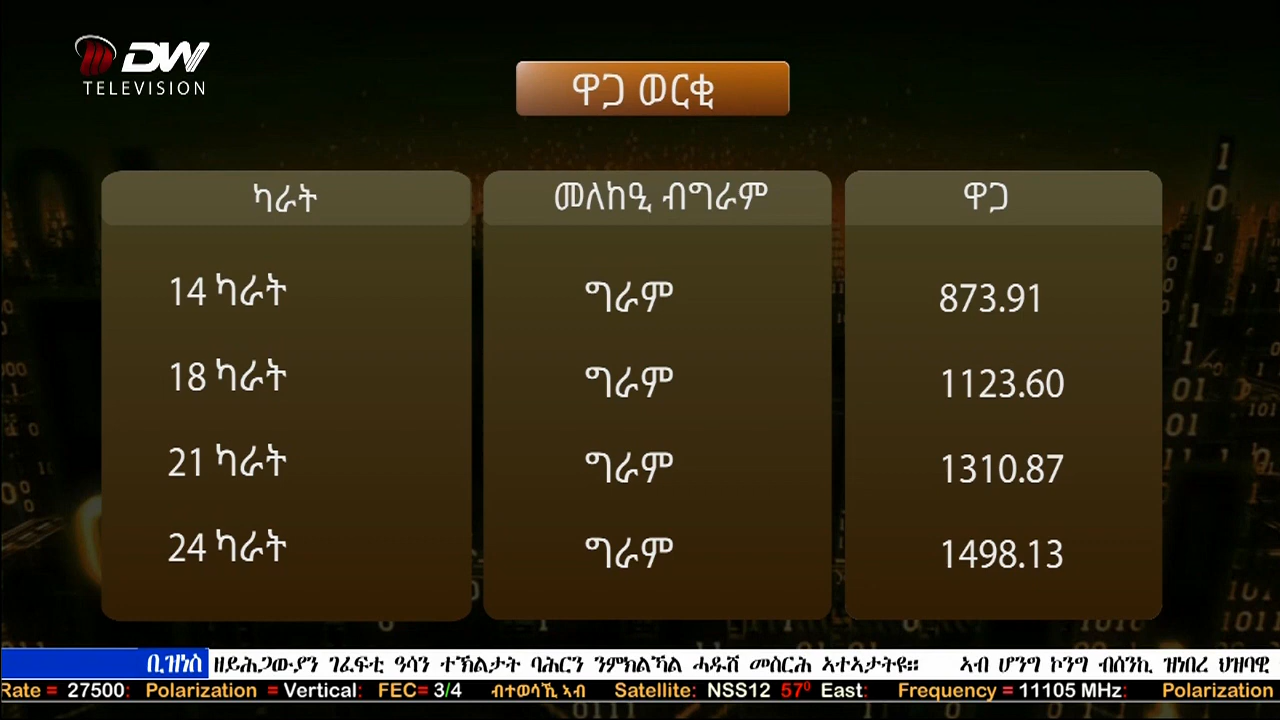 DW
TELEVISION
ዋጋ ወርቂ
ካራት መለከዒ ብግራም ዋጋ
14 ካራት ግራም 873.91
18 ካራት ግራም 1123.60
21 ካራት ግራም 1310.87
24 ካራት ግራም 1498.13
ቢዝነስ ዘይሕጋውያን ገፈፍቲ ዓሳን ተኽልታት ባሕርን ንምክልኻል ሓዱሽ መስርሕ ኣተኣታትዩ። ኣብ ሆንግ ኮንግ ብሰንኪ ዝነበረ ህዝባዊ
Rate = 27500: Polarization = Vertical: FEC= 3/4 ብተወሳኺ ኣብ Satellite: NSS12 57⁰ East: Frequency = 11105 MHz: Polarization